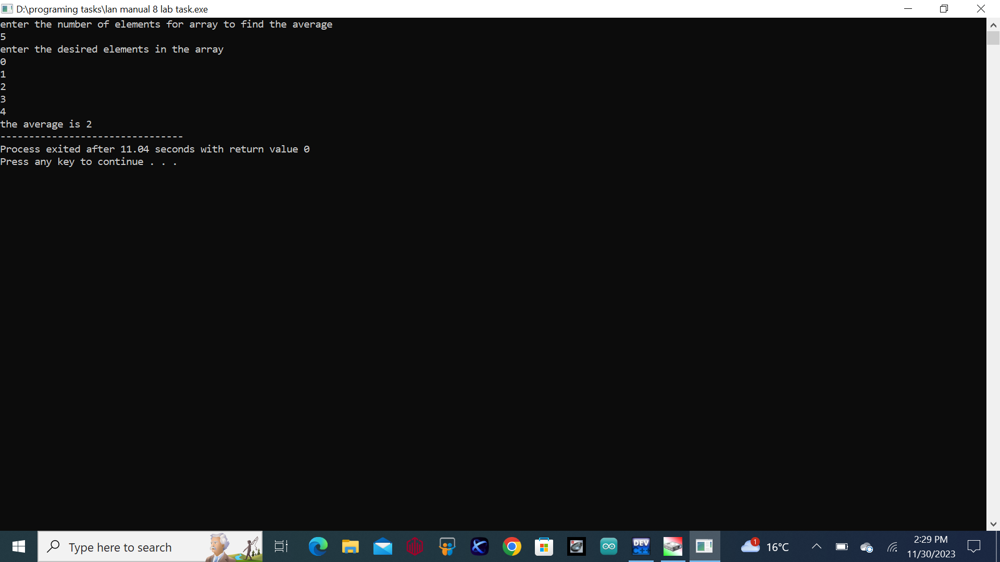 D:\programing tasks\lan manual 8 lab task.exe
enter the number of elements for array to find the average
5
enter the desired elements in the array
0
1
2
3
4
the average is 2
--------------------------------
Process exited after 11.04 seconds with return value 0
Press any key to continue . . .
Type here to search
DEV
C++
1
16°C
2:29 PM
11/30/2023